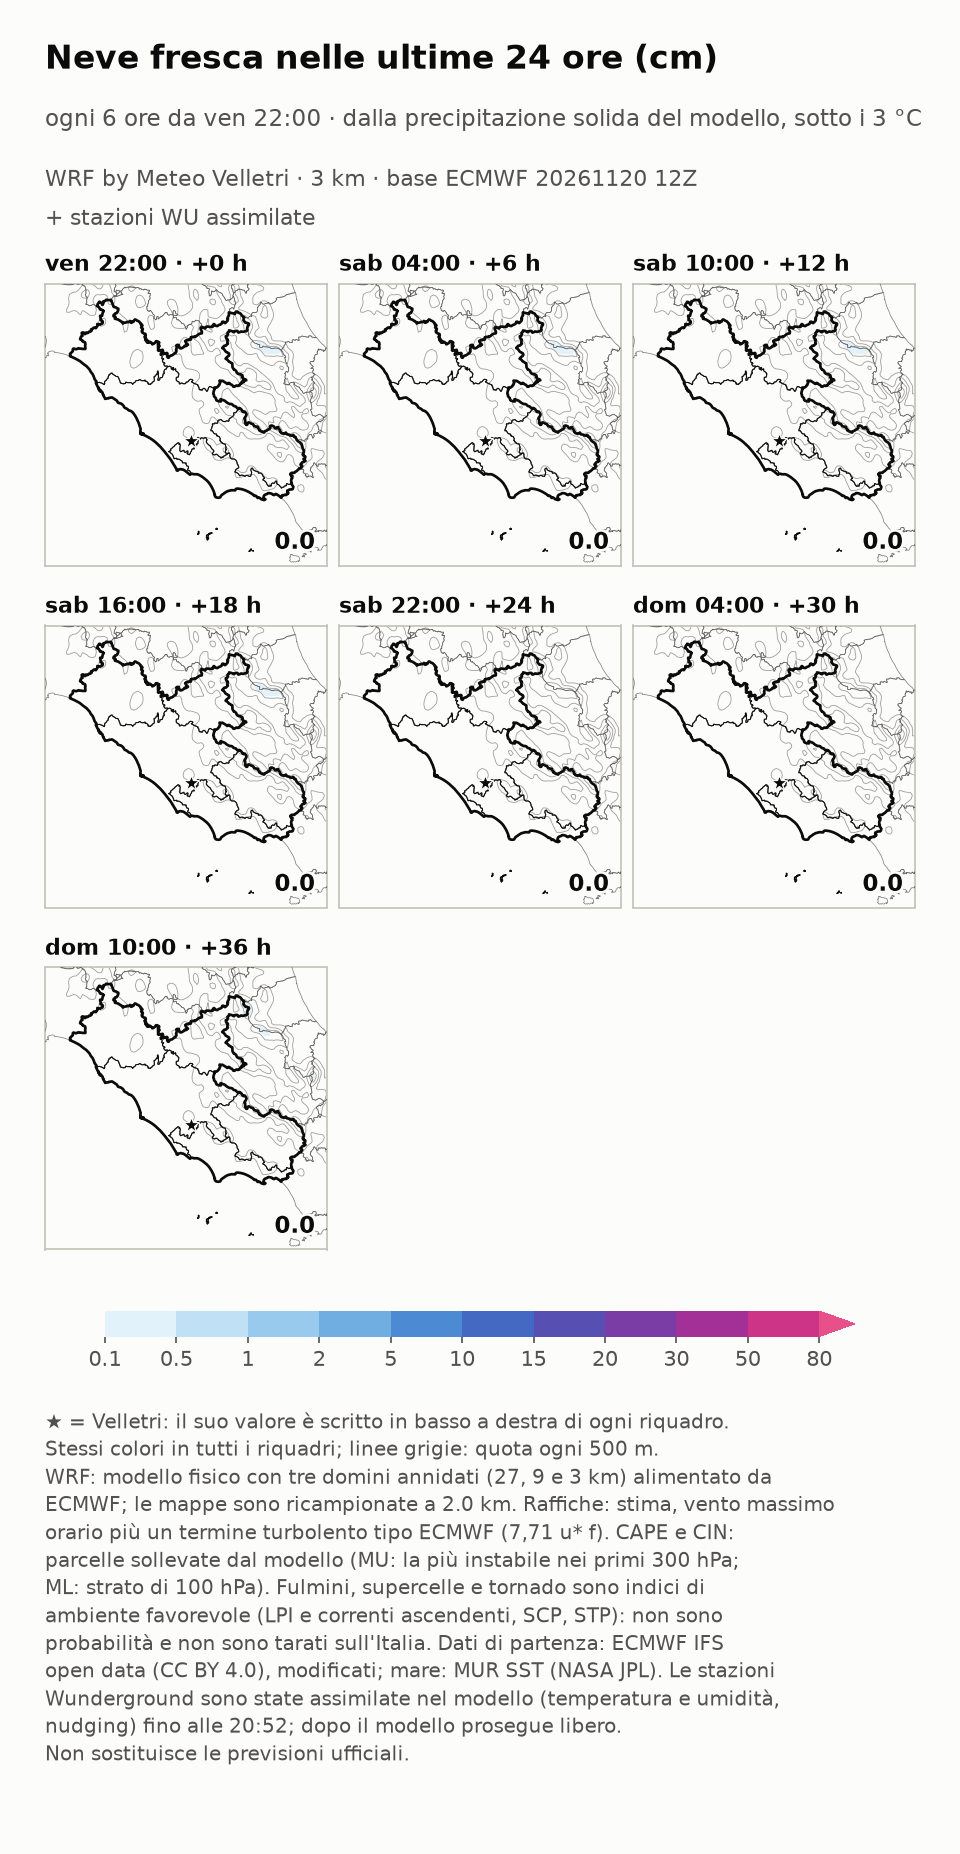 Neve fresca nelle ultime 24 ore (cm)
ogni 6 ore da ven 22:00 · dalla precipitazione solida del modello, sotto i 3 °C
WRF by Meteo Velletri · 3 km · base ECMWF 20261120 12Z
+ stazioni WU assimilate
ven 22:00 · +0 h
sab 04:00 · +6 h
sab 10:00 · +12 h
0.0
0.0
0.0
sab 16:00 · +18 h
sab 22:00 · +24 h
dom 04:00 · +30 h
0.0
0.0
0.0
dom 10:00 · +36 h
0.0
0.1 0.5 1 2 5 10 15 20 30 50 80
★ = Velletri: il suo valore è scritto in basso a destra di ogni riquadro.
Stessi colori in tutti i riquadri; linee grigie: quota ogni 500 m.
WRF: modello fisico con tre domini annidati (27, 9 e 3 km) alimentato da
ECMWF; le mappe sono ricampionate a 2.0 km. Raffiche: stima, vento massimo
orario più un termine turbolento tipo ECMWF (7,71 u* f). CAPE e CIN:
parcelle sollevate dal modello (MU: la più instabile nei primi 300 hPa;
ML: strato di 100 hPa). Fulmini, supercelle e tornado sono indici di
ambiente favorevole (LPI e correnti ascendenti, SCP, STP): non sono
probabilità e non sono tarati sull'Italia. Dati di partenza: ECMWF IFS
open data (CC BY 4.0), modificati; mare: MUR SST (NASA JPL). Le stazioni
Wunderground sono state assimilate nel modello (temperatura e umidità,
nudging) fino alle 20:52; dopo il modello prosegue libero.
Non sostituisce le previsioni ufficiali.